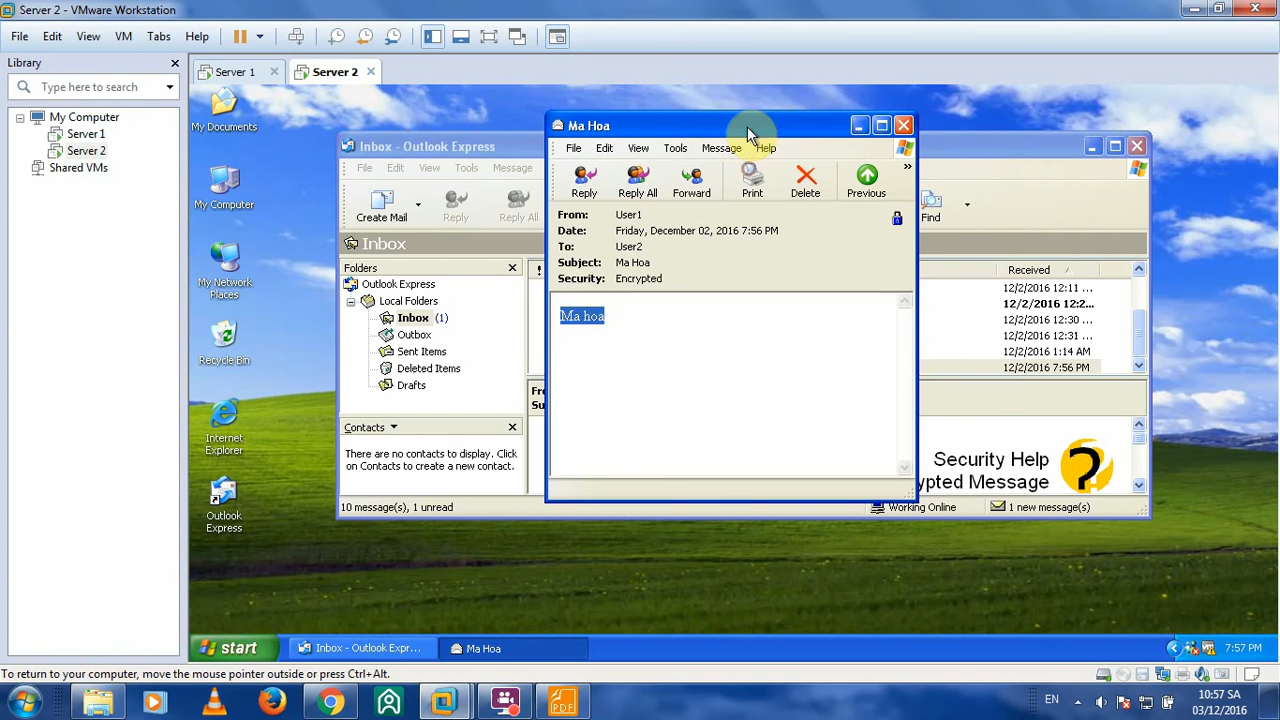 Server 2 - VMware Workstation
File Edit View VM Tabs Help
Library
Type here to search
My Computer
Server 1
Server 2
Shared VMs
Server 1
Server 2
My Documents
My Computer
My Network
Places
Recycle Bin
Internet
Explorer
Outlook
Express
Inbox - Outlook Express
File Edit View Tools Message
Create Mail Reply Reply All Find
Inbox
Folders
Outlook Express
Local Folders
Inbox (1)
Outbox
Sent Items
Deleted Items
Drafts
Contacts
There are no contacts to display. Click
on Contacts to create a new contact.
! Received
12/2/2016 12:11 ...
12/2/2016 12:2...
12/2/2016 12:30 ...
12/2/2016 12:31 ...
12/2/2016 1:14 AM
12/2/2016 7:56 PM
Security Help
10 message(s), 1 unread
Working Online
1 new message(s)
Ma Hoa
File Edit View Tools Message Help
Reply Reply All Forward Print Delete Previous »
From: User1
Date: Friday, December 02, 2016 7:56 PM
To: User2
Subject: Ma Hoa
Security: Encrypted
Ma hoa
start
Inbox - Outlook Expr...
Ma Hoa
7:57 PM
To return to your computer, move the mouse pointer outside or press Ctrl+Alt.
PDF
EN
10:57 SA
03/12/2016